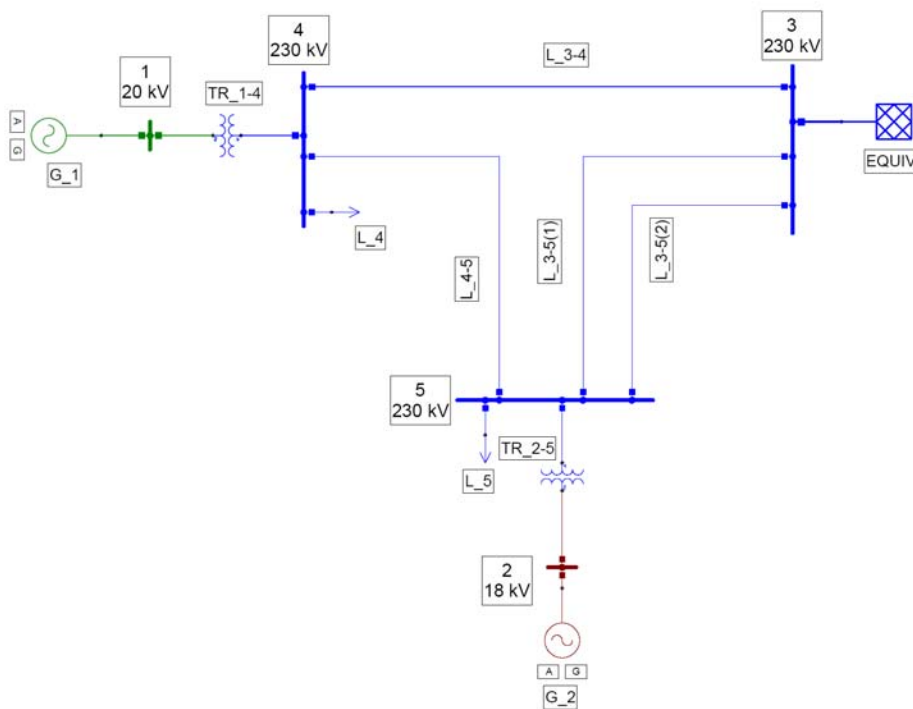 4
230 kV
3
230 kV
L_3-4
1
20 kV
TR_1-4
A
G
G_1
EQUIV
L_4
L_4-5
L_3-5(1)
L_3-5(2)
5
230 kV
TR_2-5
L_5
2
18 kV
A G
G_2